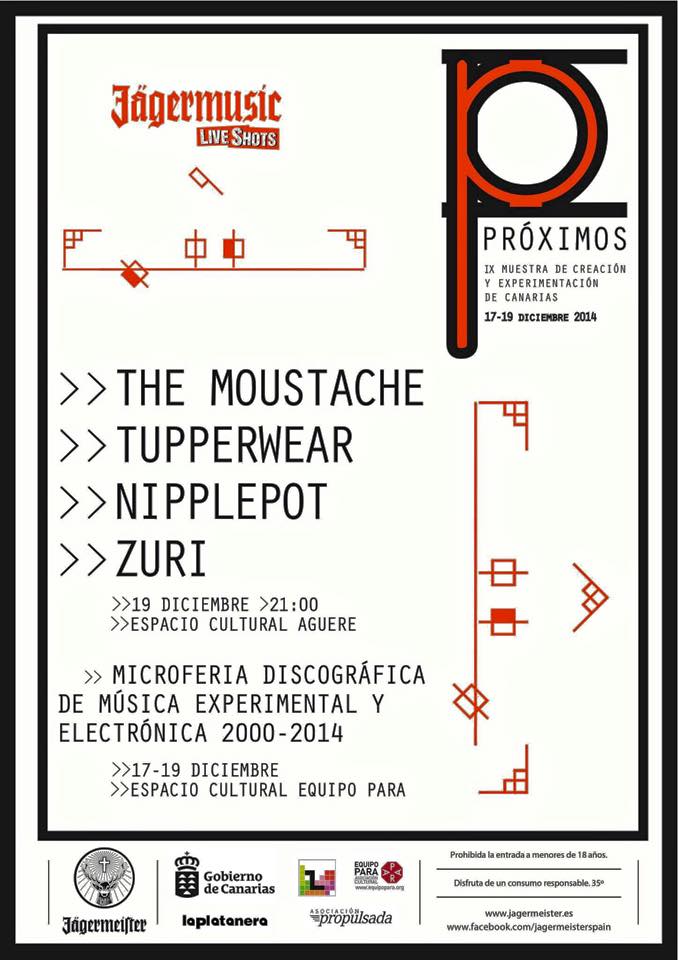 Jägermusic
LIVE SHOTS
PRÓXIMOS
IX MUESTRA DE CREACIÓN
Y EXPERIMENTACIÓN
DE CANARIAS
17-19 DICIEMBRE 2014
>>THE MOUSTACHE
>>TUPPERWEAR
>>NIPPLEPOT
>>ZURI
>>19 DICIEMBRE >21:00
>>ESPACIO CULTURAL AGUERE
>> MICROFERIA DISCOGRÁFICA
DE MÚSICA EXPERIMENTAL Y
ELECTRÓNICA 2000-2014
>>17-19 DICIEMBRE
>>ESPACIO CULTURAL EQUIPO PARA
Jägermeister
Gobierno
de Canarias
laplatanera
EQUIPO
PARA
ASOCIACIÓN
CULTURAL
PAR
www.equipopara.org
ASOCIACIÓN
propulsada
Prohibida la entrada a menores de 18 años.
Disfruta de un consumo responsable. 35º
www.jagermeister.es
www.facebook.com/jagermeisterspain